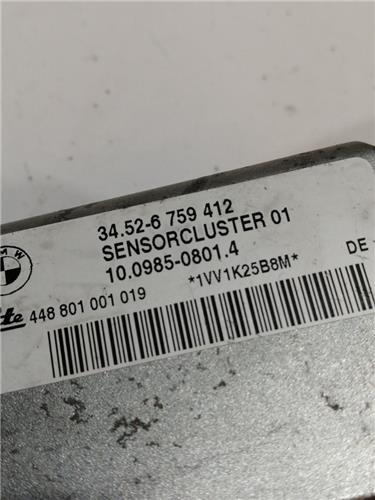 34.52-6 759 412
SENSORCLUSTER 01
10.0985-0801.4
448 801 001 019
*1VV1K25B8M*
DE